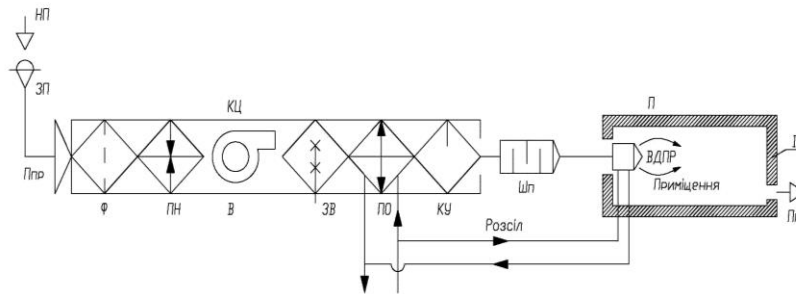 НП
ЗП
КЦ
П
ВДПР
Приміщення
Ппр
Шп
Ф
ПН
В
ЗВ
ПО
КУ
Розсіл